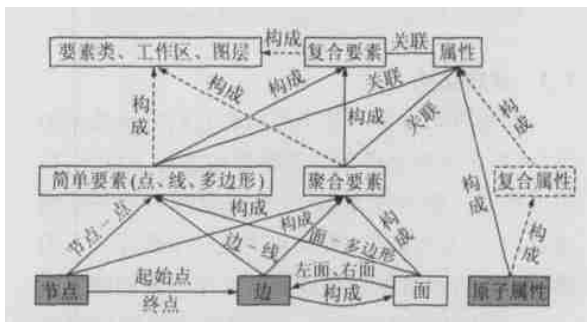 要素类、工作区、图层
构成
复合要素
关联
属性
构成
构成
构成
构成
关联
关联
构成
构成
简单要素(点、线、多边形)
聚合要素
复合属性
节点-点
构成
构成
边-线
面-多边形
构成
构成
节点
起始点
终点
边
左面、右面
构成
面
原子属性